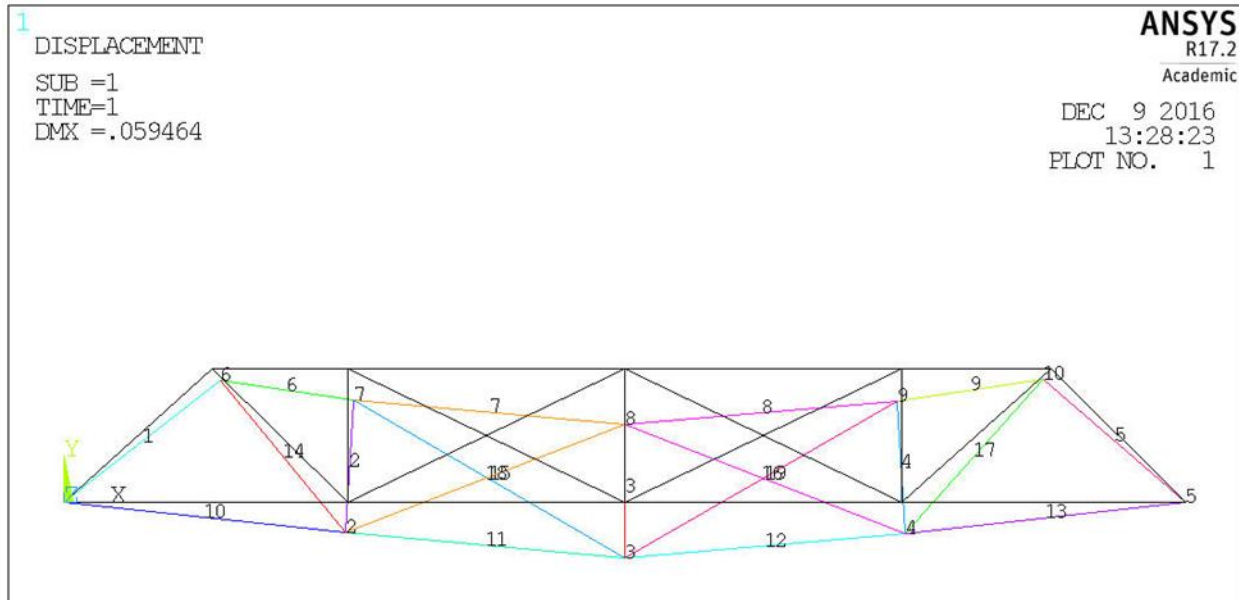 1
DISPLACEMENT
SUB =1
TIME=1
DMX =.059464
ANSYS
R17.2
Academic
DEC 9 2016
13:28:23
PLOT NO. 1
6
6
7
7
8
8
9
9
10
1
Y
14
2
4
17
5
X
3
5
10
2
11
3
12
4
13